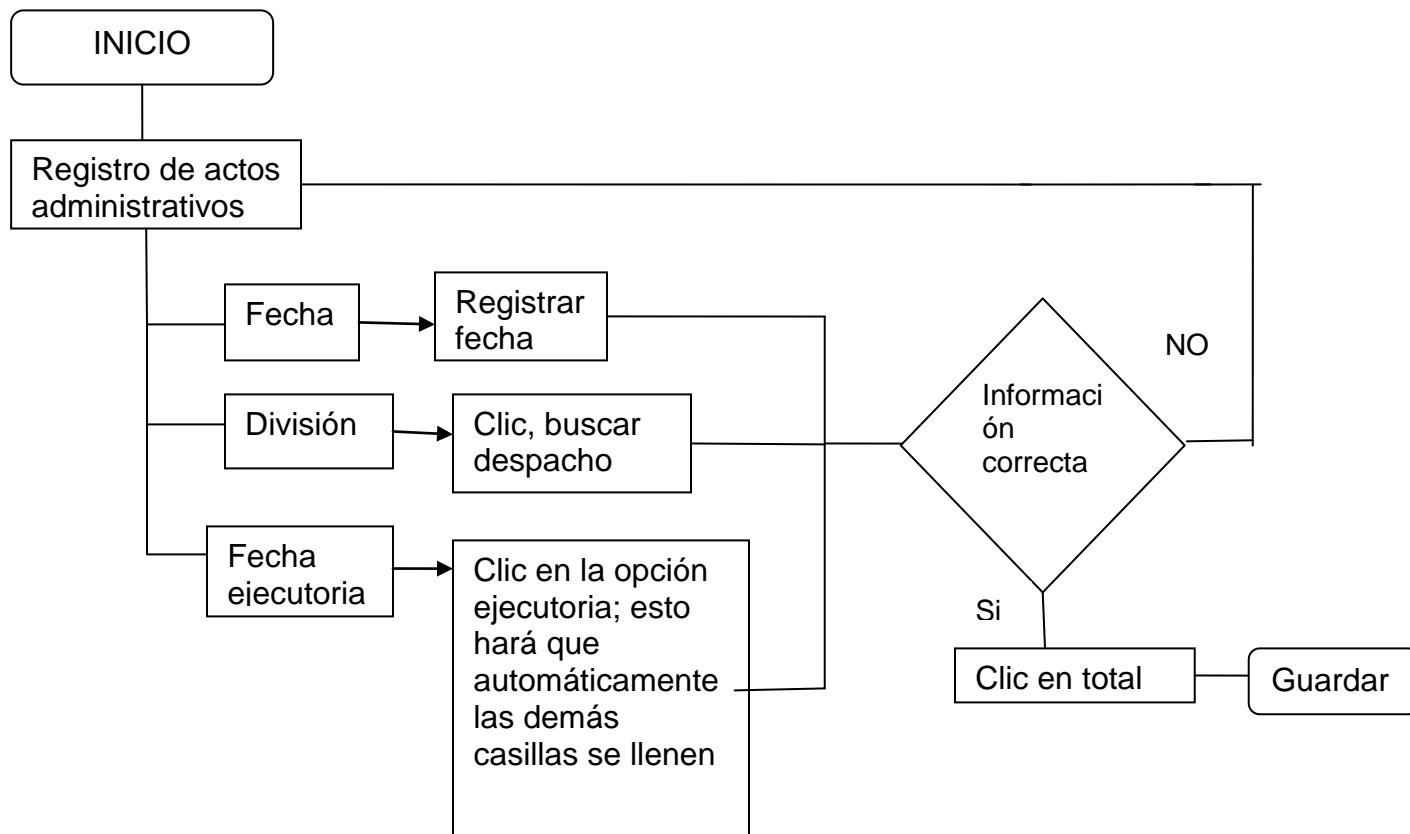 INICIO
Registro de actos
administrativos
Fecha
Registrar
fecha
NO
División
Clic, buscar
despacho
Informaci
ón
correcta
Fecha
ejecutoria
Clic en la opción
ejecutoria; esto
hará que
automáticamente
las demás
casillas se llenen
Si
Clic en total
Guardar